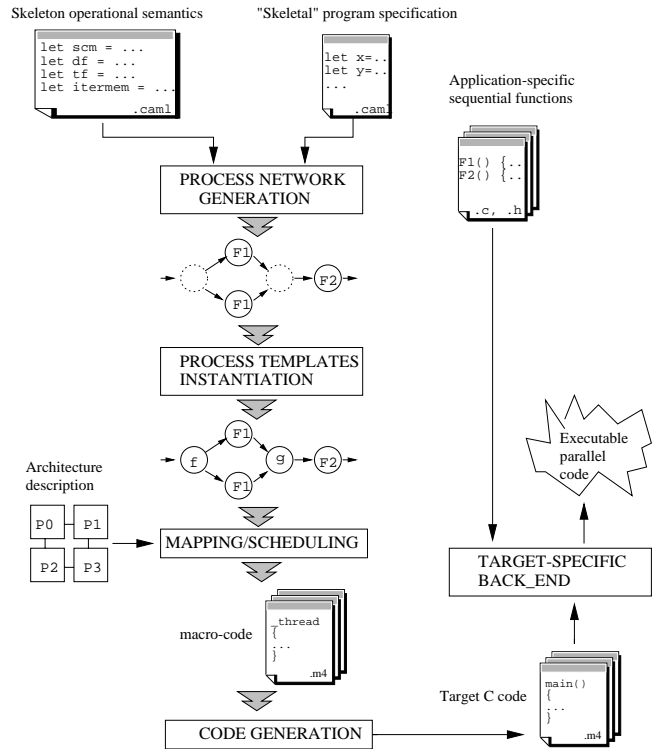 Skeleton operational semantics
"Skeletal" program specification
let scm = ...
let df = ...
let tf = ...
let itermem = ...
.caml
let x=..
let y=..
...
.caml
Application-specific
sequential functions
F1() {..
F2() {..
.c, .h
PROCESS NETWORK
GENERATION
F1
F2
F1
PROCESS TEMPLATES
INSTANTIATION
F1
f
g
F2
F1
Executable
parallel
code
Architecture
description
P0
P1
P2
P3
MAPPING/SCHEDULING
TARGET-SPECIFIC
BACK_END
macro-code
_thread
{
...
}
.m4
Target C code
main()
{
...
}
.m4
CODE GENERATION